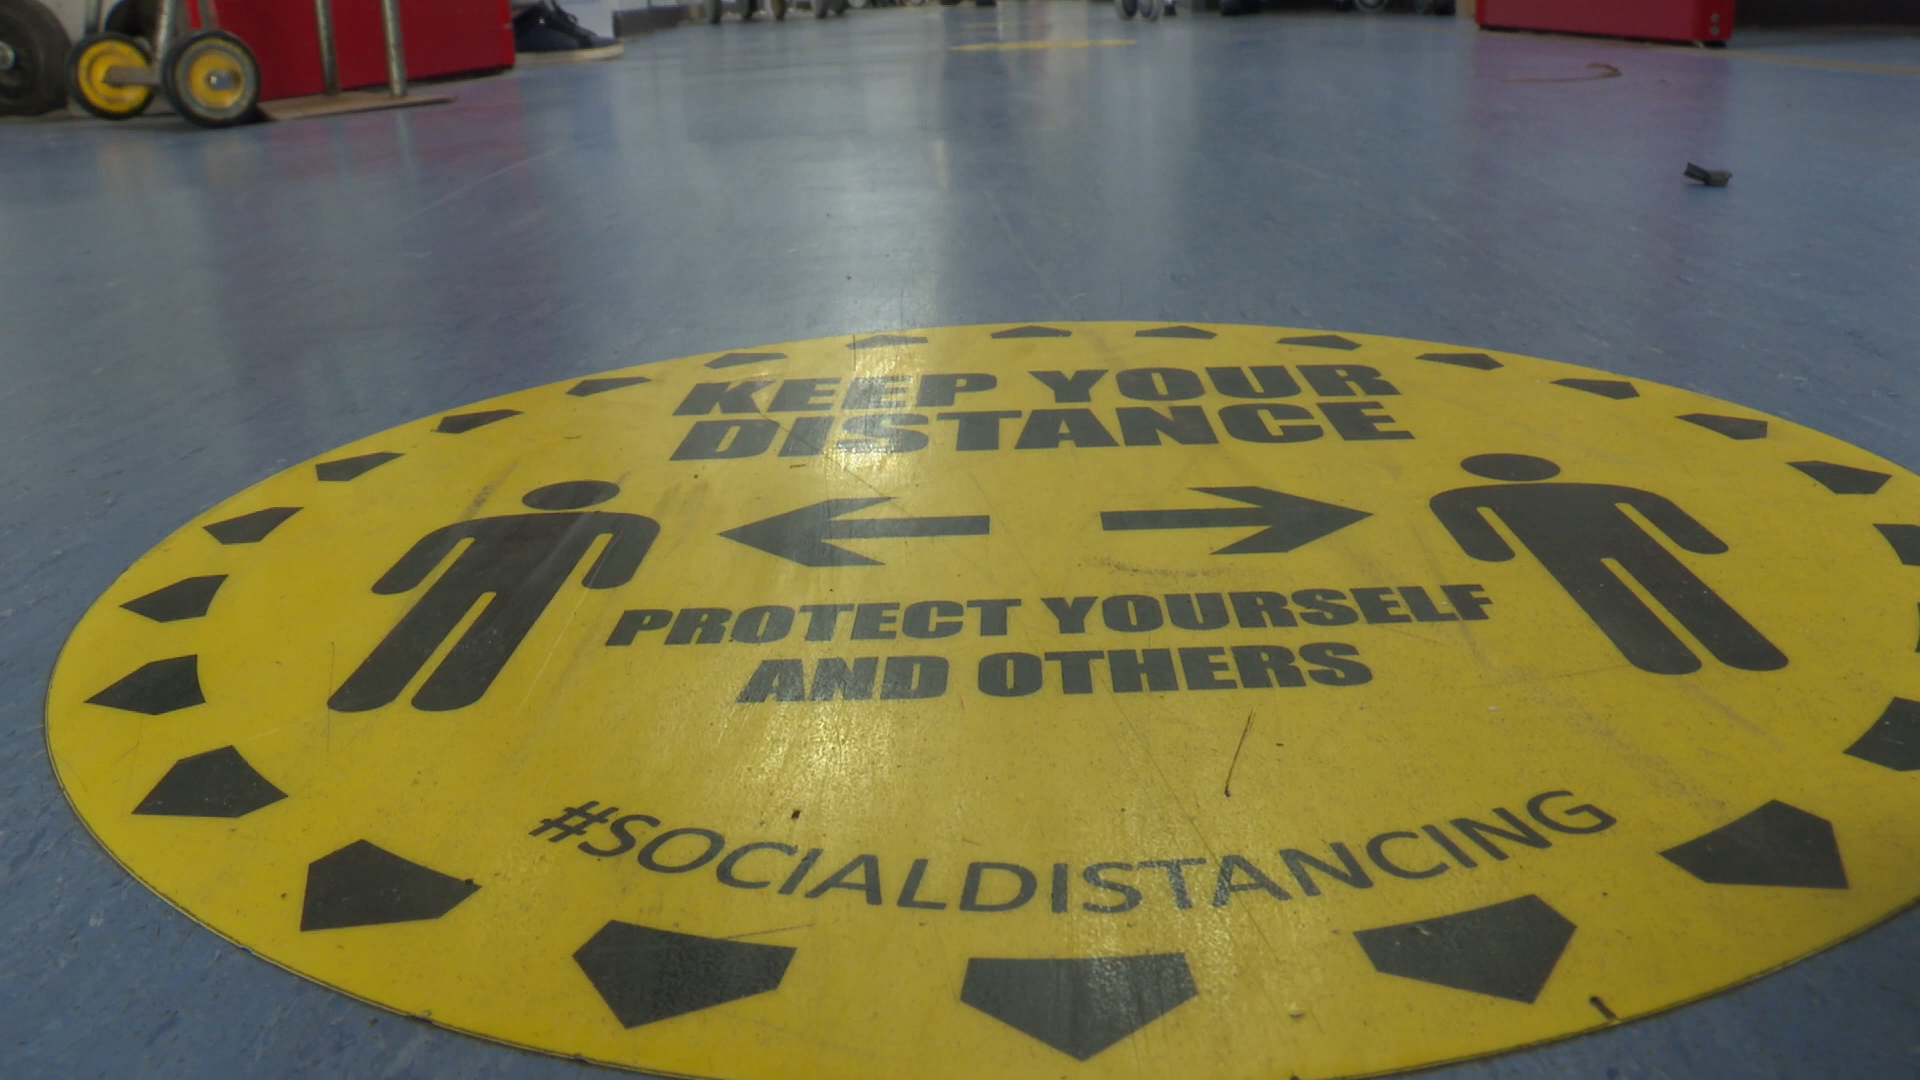 KEEP YOUR
DISTANCE
PROTECT YOURSELF
AND OTHERS
#SOCIALDISTANCING